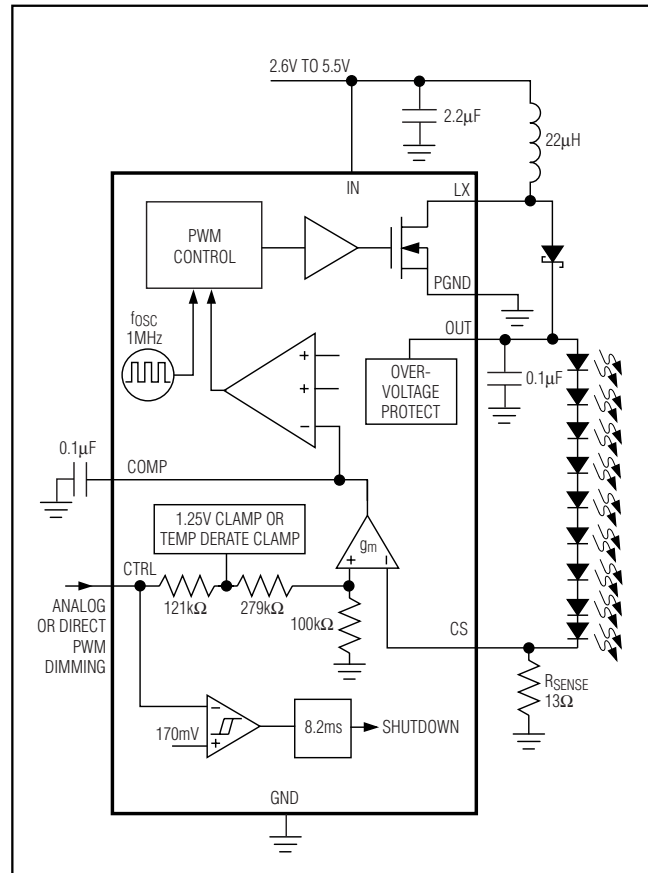 2.6V TO 5.5V
2.2µF
22µH
IN
LX
PWM
CONTROL
PGND
fOSC
1MHz
OUT
OVER-
VOLTAGE
PROTECT
0.1µF
+
+
−
0.1µF
COMP
1.25V CLAMP OR
TEMP DERATE CLAMP
gm
+
−
CTRL
121kΩ
279kΩ
ANALOG
OR DIRECT
PWM
DIMMING
100kΩ
CS
RSENSE
13Ω
−
170mV
+
8.2ms
SHUTDOWN
GND